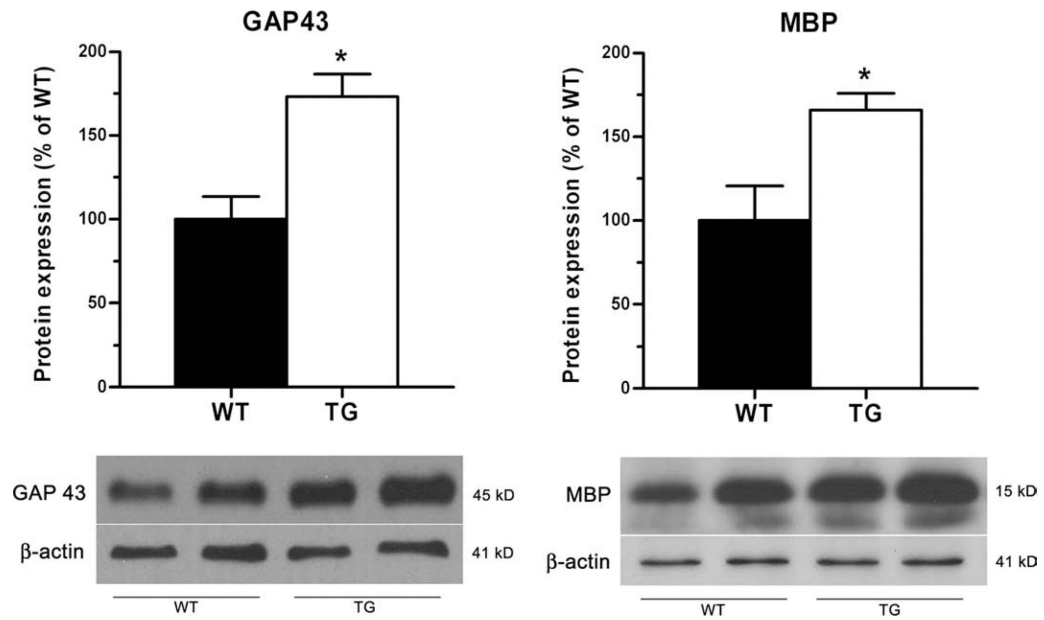 GAP43
Protein expression (% of WT)
200
150
100
50
0
*
WT TG
GAP 43 45 kD
β-actin 41 kD
WT TG
MBP
Protein expression (% of WT)
200
150
100
50
0
*
WT TG
MBP 15 kD
β-actin 41 kD
WT TG